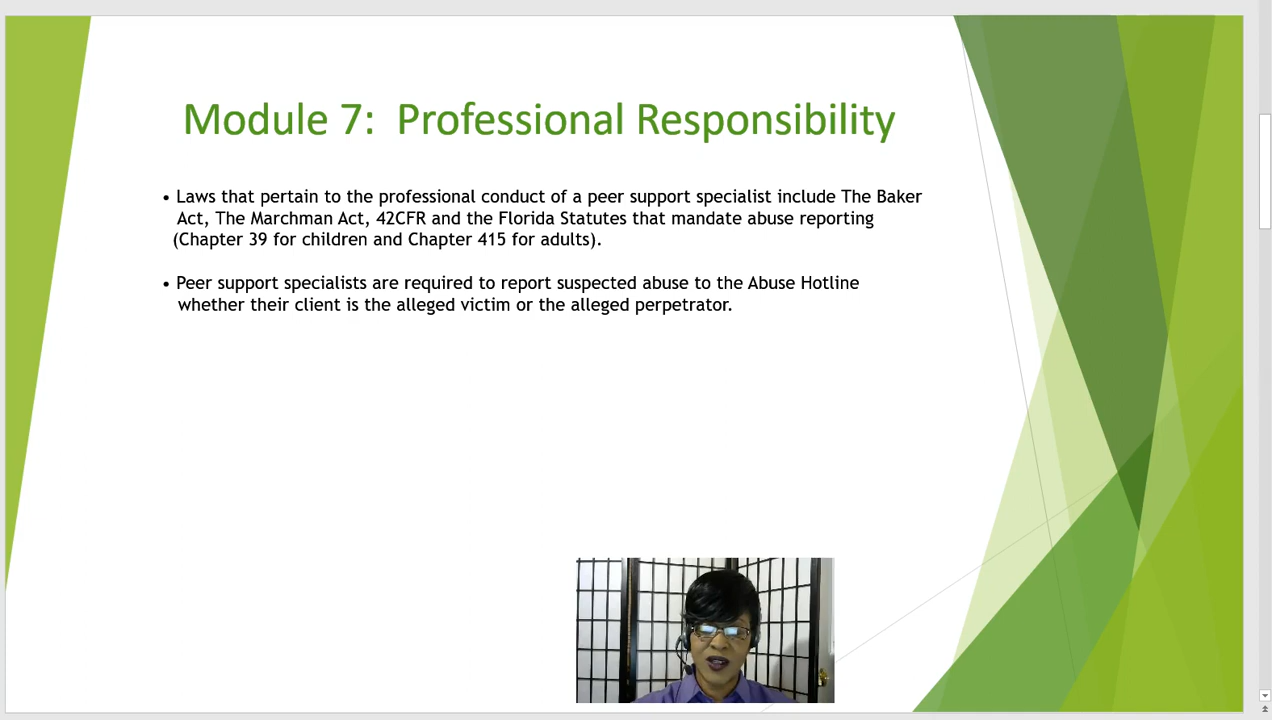 Module 7:  Professional Responsibility
• Laws that pertain to the professional conduct of a peer support specialist include The Baker
Act, The Marchman Act, 42CFR and the Florida Statutes that mandate abuse reporting
(Chapter 39 for children and Chapter 415 for adults).
• Peer support specialists are required to report suspected abuse to the Abuse Hotline
whether their client is the alleged victim or the alleged perpetrator.